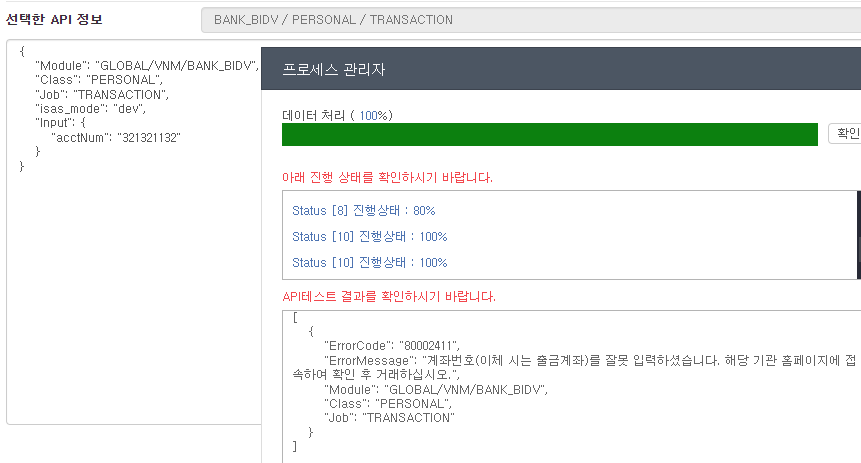 선택한 API 정보
BANK_BIDV / PERSONAL / TRANSACTION
{
"Module": "GLOBAL/VNM/BANK_BIDV",
"Class": "PERSONAL",
"Job": "TRANSACTION",
"isas_mode": "dev",
"Input": {
"acctNum": "321321132"
}
}
프로세스 관리자
데이터 처리 ( 100%)
확인
아래 진행 상태를 확인하시기 바랍니다.
Status [8] 진행상태 : 80%
Status [10] 진행상태 : 100%
Status [10] 진행상태 : 100%
API테스트 결과를 확인하시기 바랍니다.
[
{
"ErrorCode": "80002411",
"ErrorMessage": "계좌번호(이체 시는 출금계좌)를 잘못 입력하셨습니다. 해당 기관 홈페이지에 접
속하여 확인 후 거래하십시오.",
"Module": "GLOBAL/VNM/BANK_BIDV",
"Class": "PERSONAL",
"Job": "TRANSACTION"
}
]